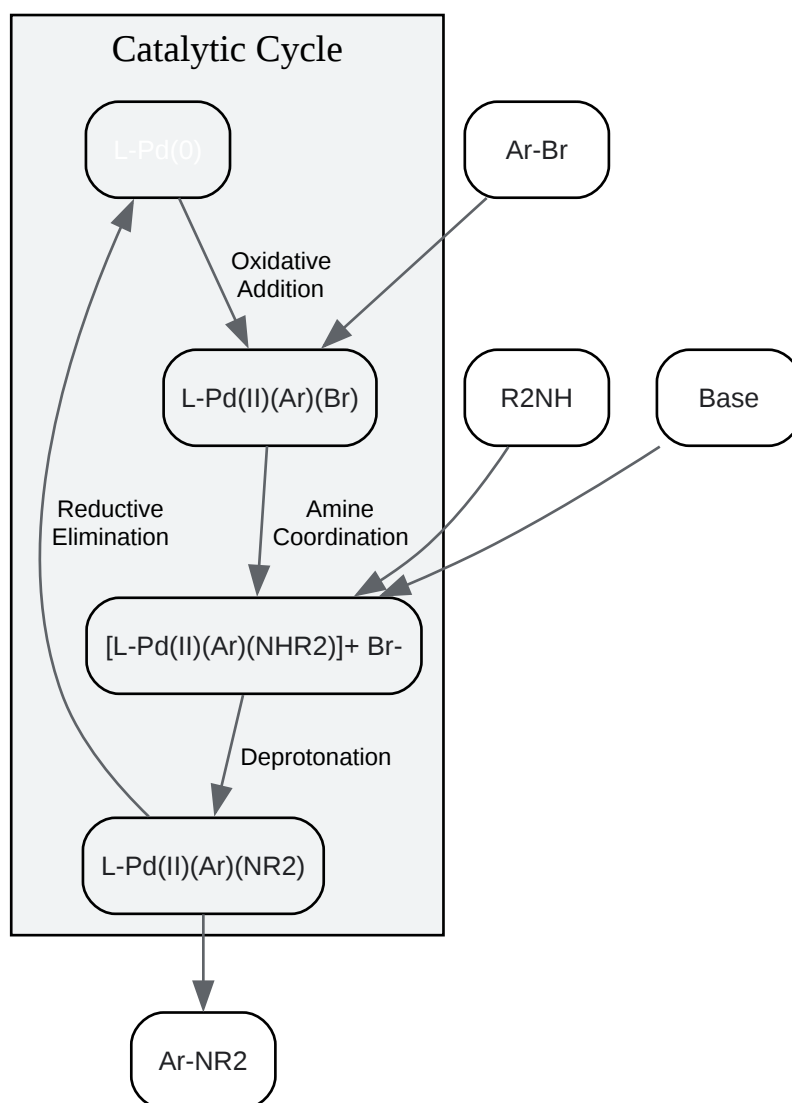 Catalytic Cycle
L-Pd(0)
Ar-Br
Oxidative
Addition
L-Pd(II)(Ar)(Br)
R2NH
Base
Reductive
Elimination
Amine
Coordination
[L-Pd(II)(Ar)(NHR2)]+ Br-
Deprotonation
L-Pd(II)(Ar)(NR2)
Ar-NR2